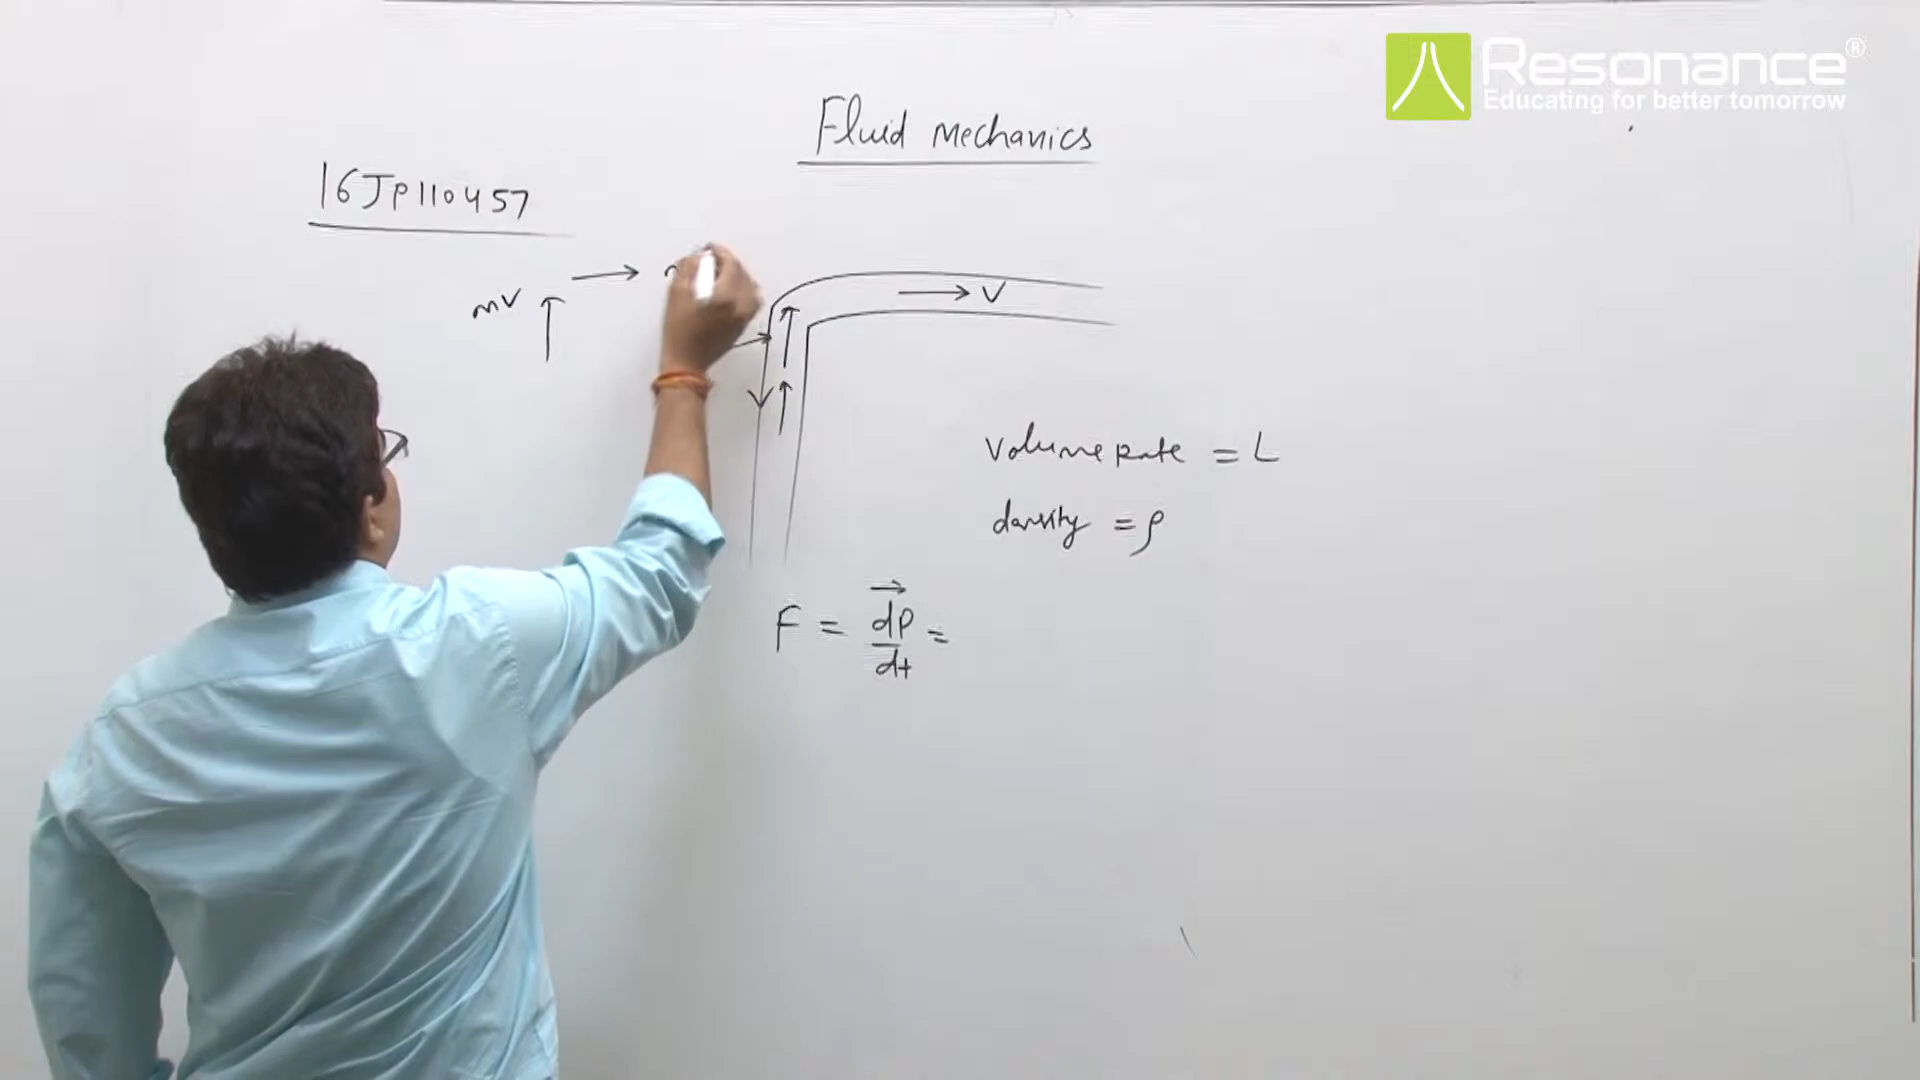 Resonance®
Educating for better tomorrow
Fluid Mechanics
16JP110457
mV
V
Volume rate = L
density = ρ
F = dP/dt =